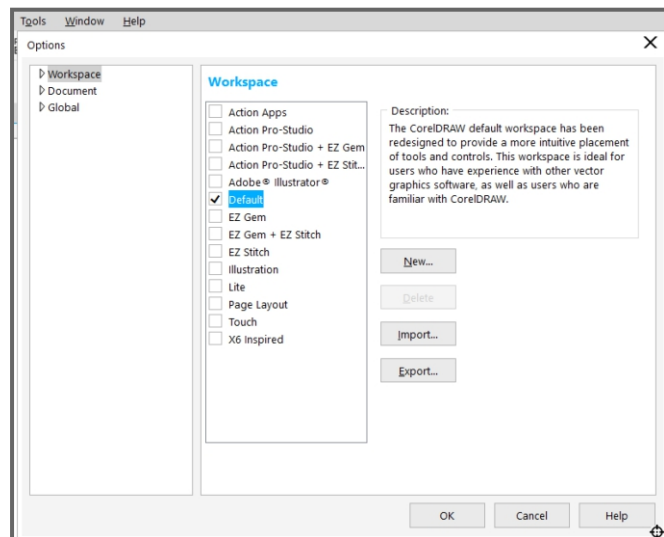 Tools Window Help
Options
Workspace
Document
Global
Workspace
Action Apps
Action Pro-Studio
Action Pro-Studio + EZ Gem
Action Pro-Studio + EZ Stit...
Adobe® Illustrator®
Default
EZ Gem
EZ Gem + EZ Stitch
EZ Stitch
Illustration
Lite
Page Layout
Touch
X6 Inspired
Description:
The CorelDRAW default workspace has been
redesigned to provide a more intuitive placement
of tools and controls. This workspace is ideal for
users who have experience with other vector
graphics software, as well as users who are
familiar with CorelDRAW.
New...
Delete
Import...
Export...
OK Cancel Help